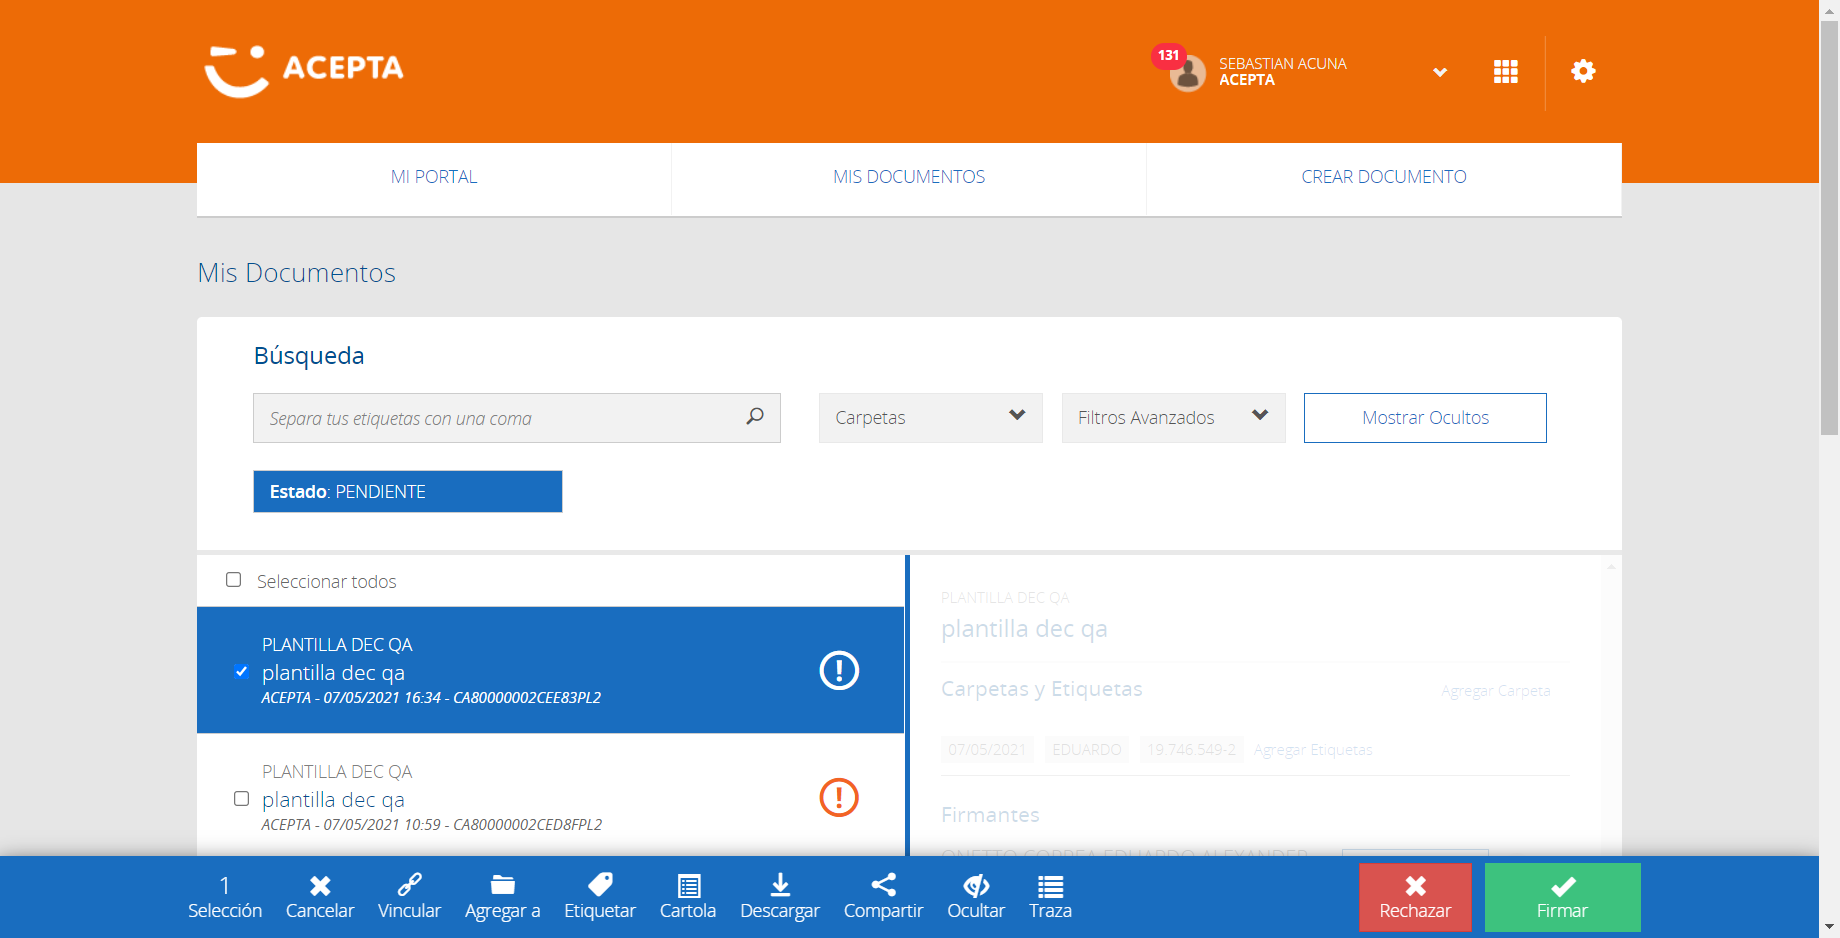 ACEPTA
131
SEBASTIAN ACUNA
ACEPTA
MI PORTAL
MIS DOCUMENTOS
CREAR DOCUMENTO
Mis Documentos
Búsqueda
Separa tus etiquetas con una coma
Carpetas
Filtros Avanzados
Mostrar Ocultos
Estado: PENDIENTE
Seleccionar todos
PLANTILLA DEC QA
plantilla dec qa
ACEPTA - 07/05/2021 16:34 - CA80000002CEE83PL2
PLANTILLA DEC QA
plantilla dec qa
ACEPTA - 07/05/2021 10:59 - CA80000002CED8FPL2
PLANTILLA DEC QA
plantilla dec qa
Carpetas y Etiquetas
Agregar Carpeta
07/05/2021 EDUARDO 19.746.549-2 Agregar Etiquetas
Firmantes
ONETTO CORREA EDUARDO ALEXANDER
1
Selección
Cancelar
Vincular
Agregar a
Etiquetar
Cartola
Descargar
Compartir
Ocultar
Traza
Rechazar
Firmar